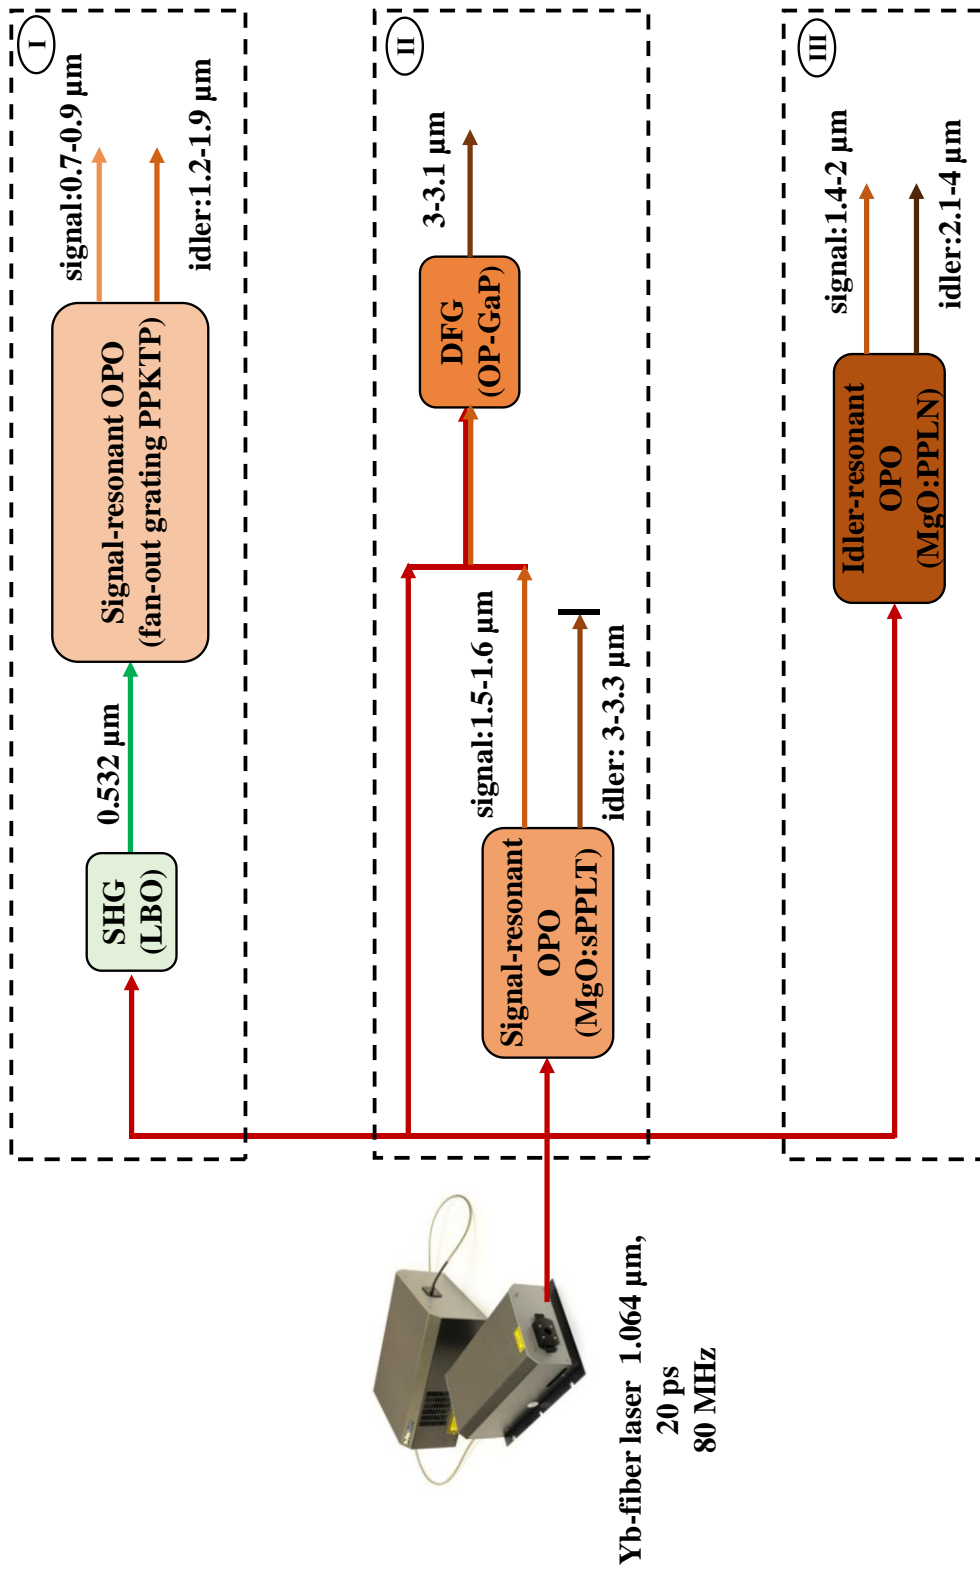 I
SHG
(LBO)
0.532 µm
Signal-resonant OPO
(fan-out grating PPKTP)
signal:0.7-0.9 µm
idler:1.2-1.9 µm
II
Yb-fiber laser 1.064 µm,
20 ps
80 MHz
Signal-resonant
OPO
(MgO:sPPLT)
signal:1.5-1.6 µm
idler: 3-3.3 µm
DFG
(OP-GaP)
3-3.1 µm
III
Idler-resonant
OPO
(MgO:PPLN)
signal:1.4-2 µm
idler:2.1-4 µm